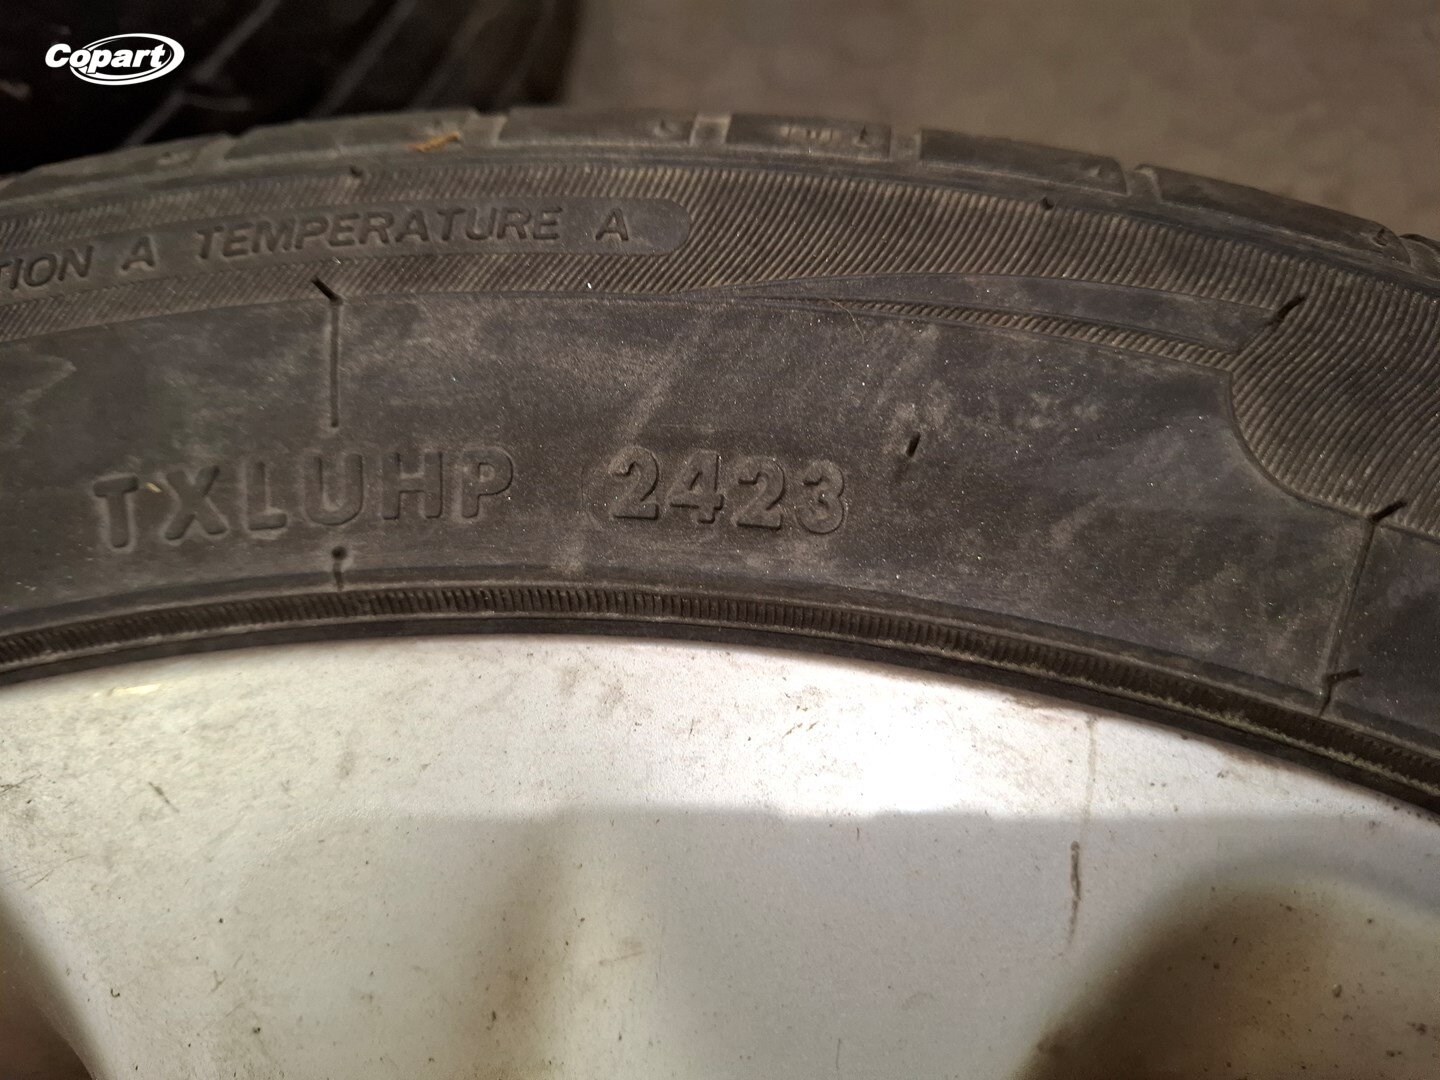 Copart
TION A TEMPERATURE A
TXLUHP 2423